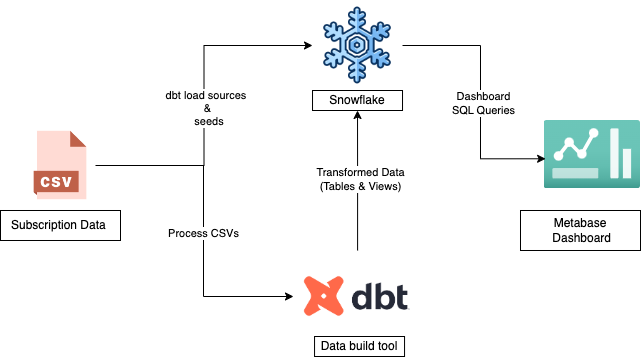 Snowflake
dbt load sources
&
seeds
Dashboard
SQL Queries
CSV
Transformed Data
(Tables & Views)
Subscription Data
Metabase
Dashboard
Process CSVs
dbt
Data build tool